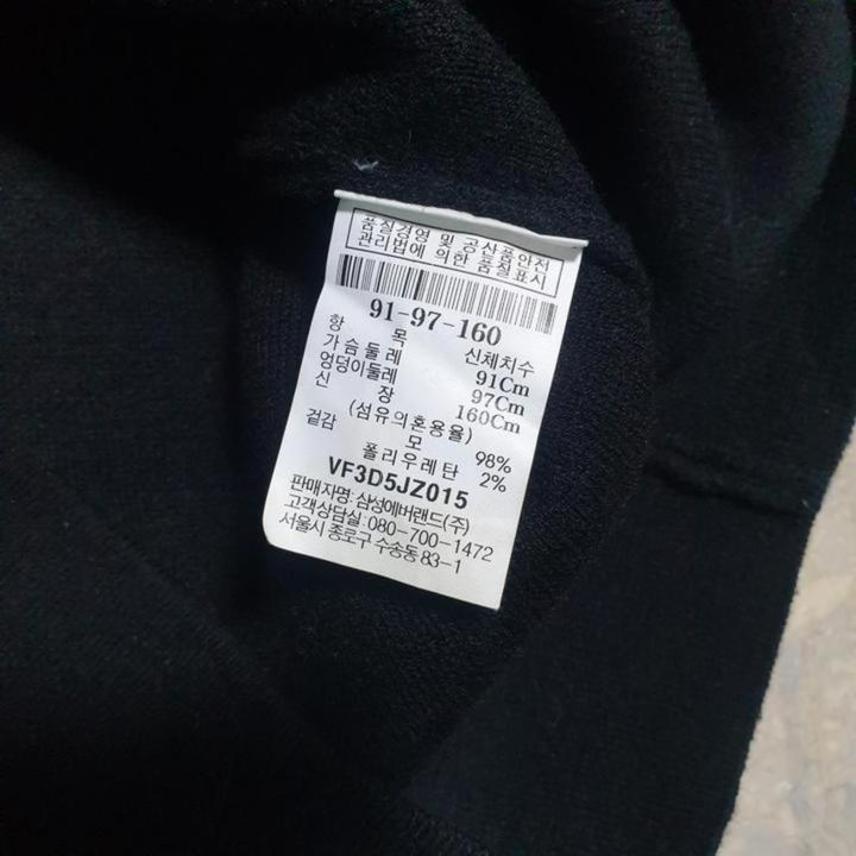 품질경영 및 공산품안전
관리법에 의한 품질표시
91-97-160
항 목 신체치수
가슴둘레 91Cm
엉덩이둘레 97Cm
신 장 160Cm
(섬유의혼용율)
겉감 모 98%
폴리우레탄 2%
VF3D5JZ015
판매자명: 삼성에버랜드(주)
고객상담실: 080-700-1472
서울시 종로구 수송동 83-1